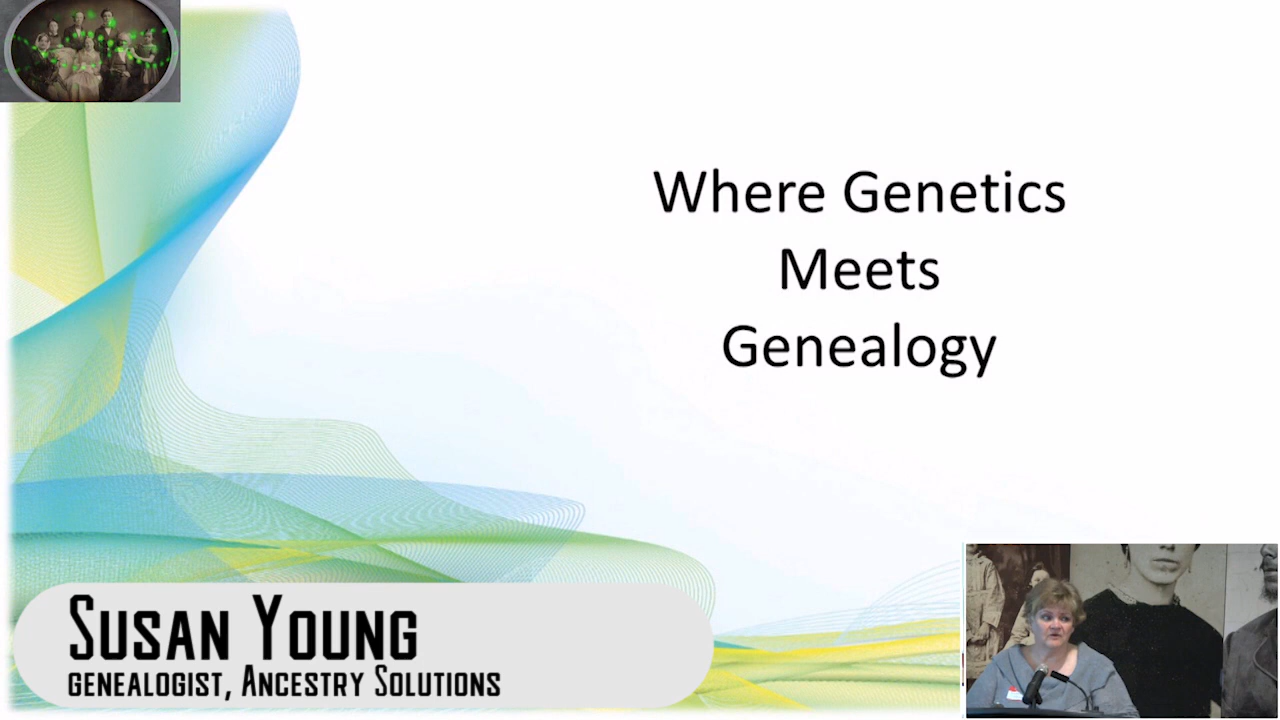 Where Genetics
Meets
Genealogy
Susan Young
genealogist, Ancestry Solutions